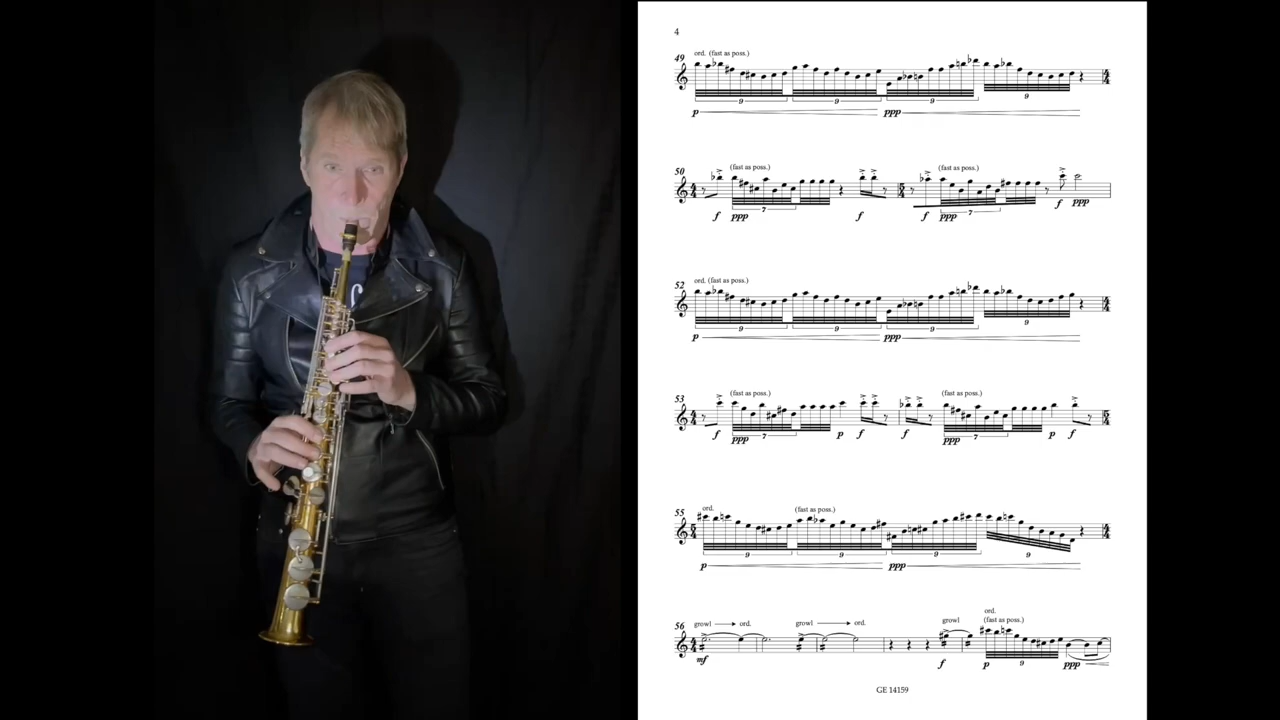 4
ord. (fast as poss.)
49
9 9 9 9
p ppp
50
(fast as poss.) (fast as poss.)
7 7
f ppp f f ppp f ppp
52
ord. (fast as poss.)
9 9 9 9
p ppp
53
(fast as poss.) (fast as poss.)
7 7
f ppp p f f ppp p f
55
ord. (fast as poss.)
9 9 9 9
p ppp
56
growl ord. growl ord. growl ord.
(fast as poss.)
9
mf f p ppp
GE 14159